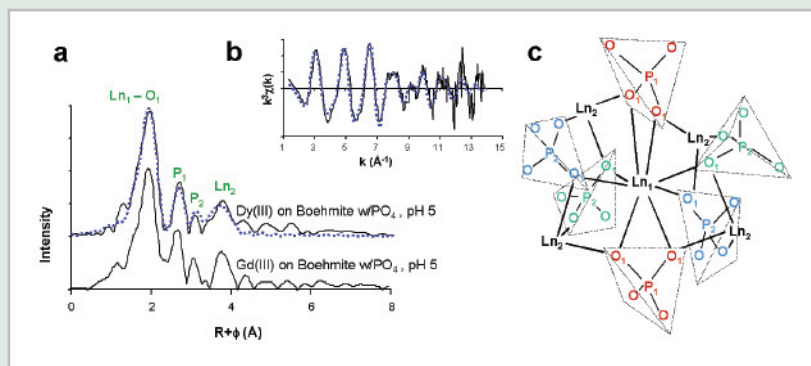 a
Ln₁ – O₁
P₁
P₂
Ln₂
Dy(III) on Boehmite w/PO₄, pH 5
Gd(III) on Boehmite w/PO₄, pH 5
Intensity
0 2 4 6 8
R+ϕ (Å)
b
k³χ(k)
1 3 5 7 9 11 13 15
k (Å⁻¹)
c
O O
P₁
O₁ O₁
Ln₂
Ln₂
O O O O
P₂ P₂
O O₁ O
O₁
Ln₁
O P₂ O
O O₁
P₂
Ln₂ O O Ln₂
O₁ O₁
P₁
O O